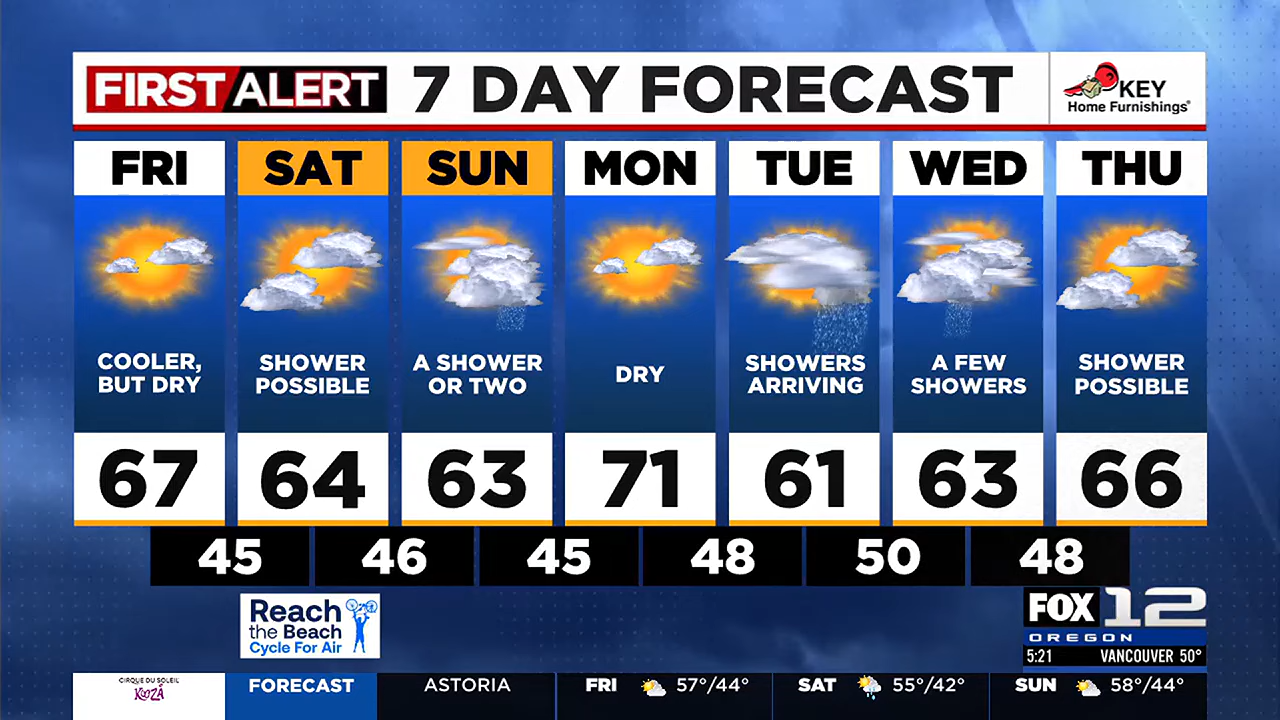 FIRST ALERT 7 DAY FORECAST
KEY
Home Furnishings®
FRI SAT SUN MON TUE WED THU
COOLER,
BUT DRY
SHOWER
POSSIBLE
A SHOWER
OR TWO
DRY
SHOWERS
ARRIVING
A FEW
SHOWERS
SHOWER
POSSIBLE
67 64 63 71 61 63 66
45 46 45 48 50 48
Reach
the Beach
Cycle For Air
FOX 12
OREGON
5:21 VANCOUVER 50°
CIRQUE DU SOLEIL
KOOZÅ
FORECAST ASTORIA FRI 57°/44° SAT 55°/42° SUN 58°/44°